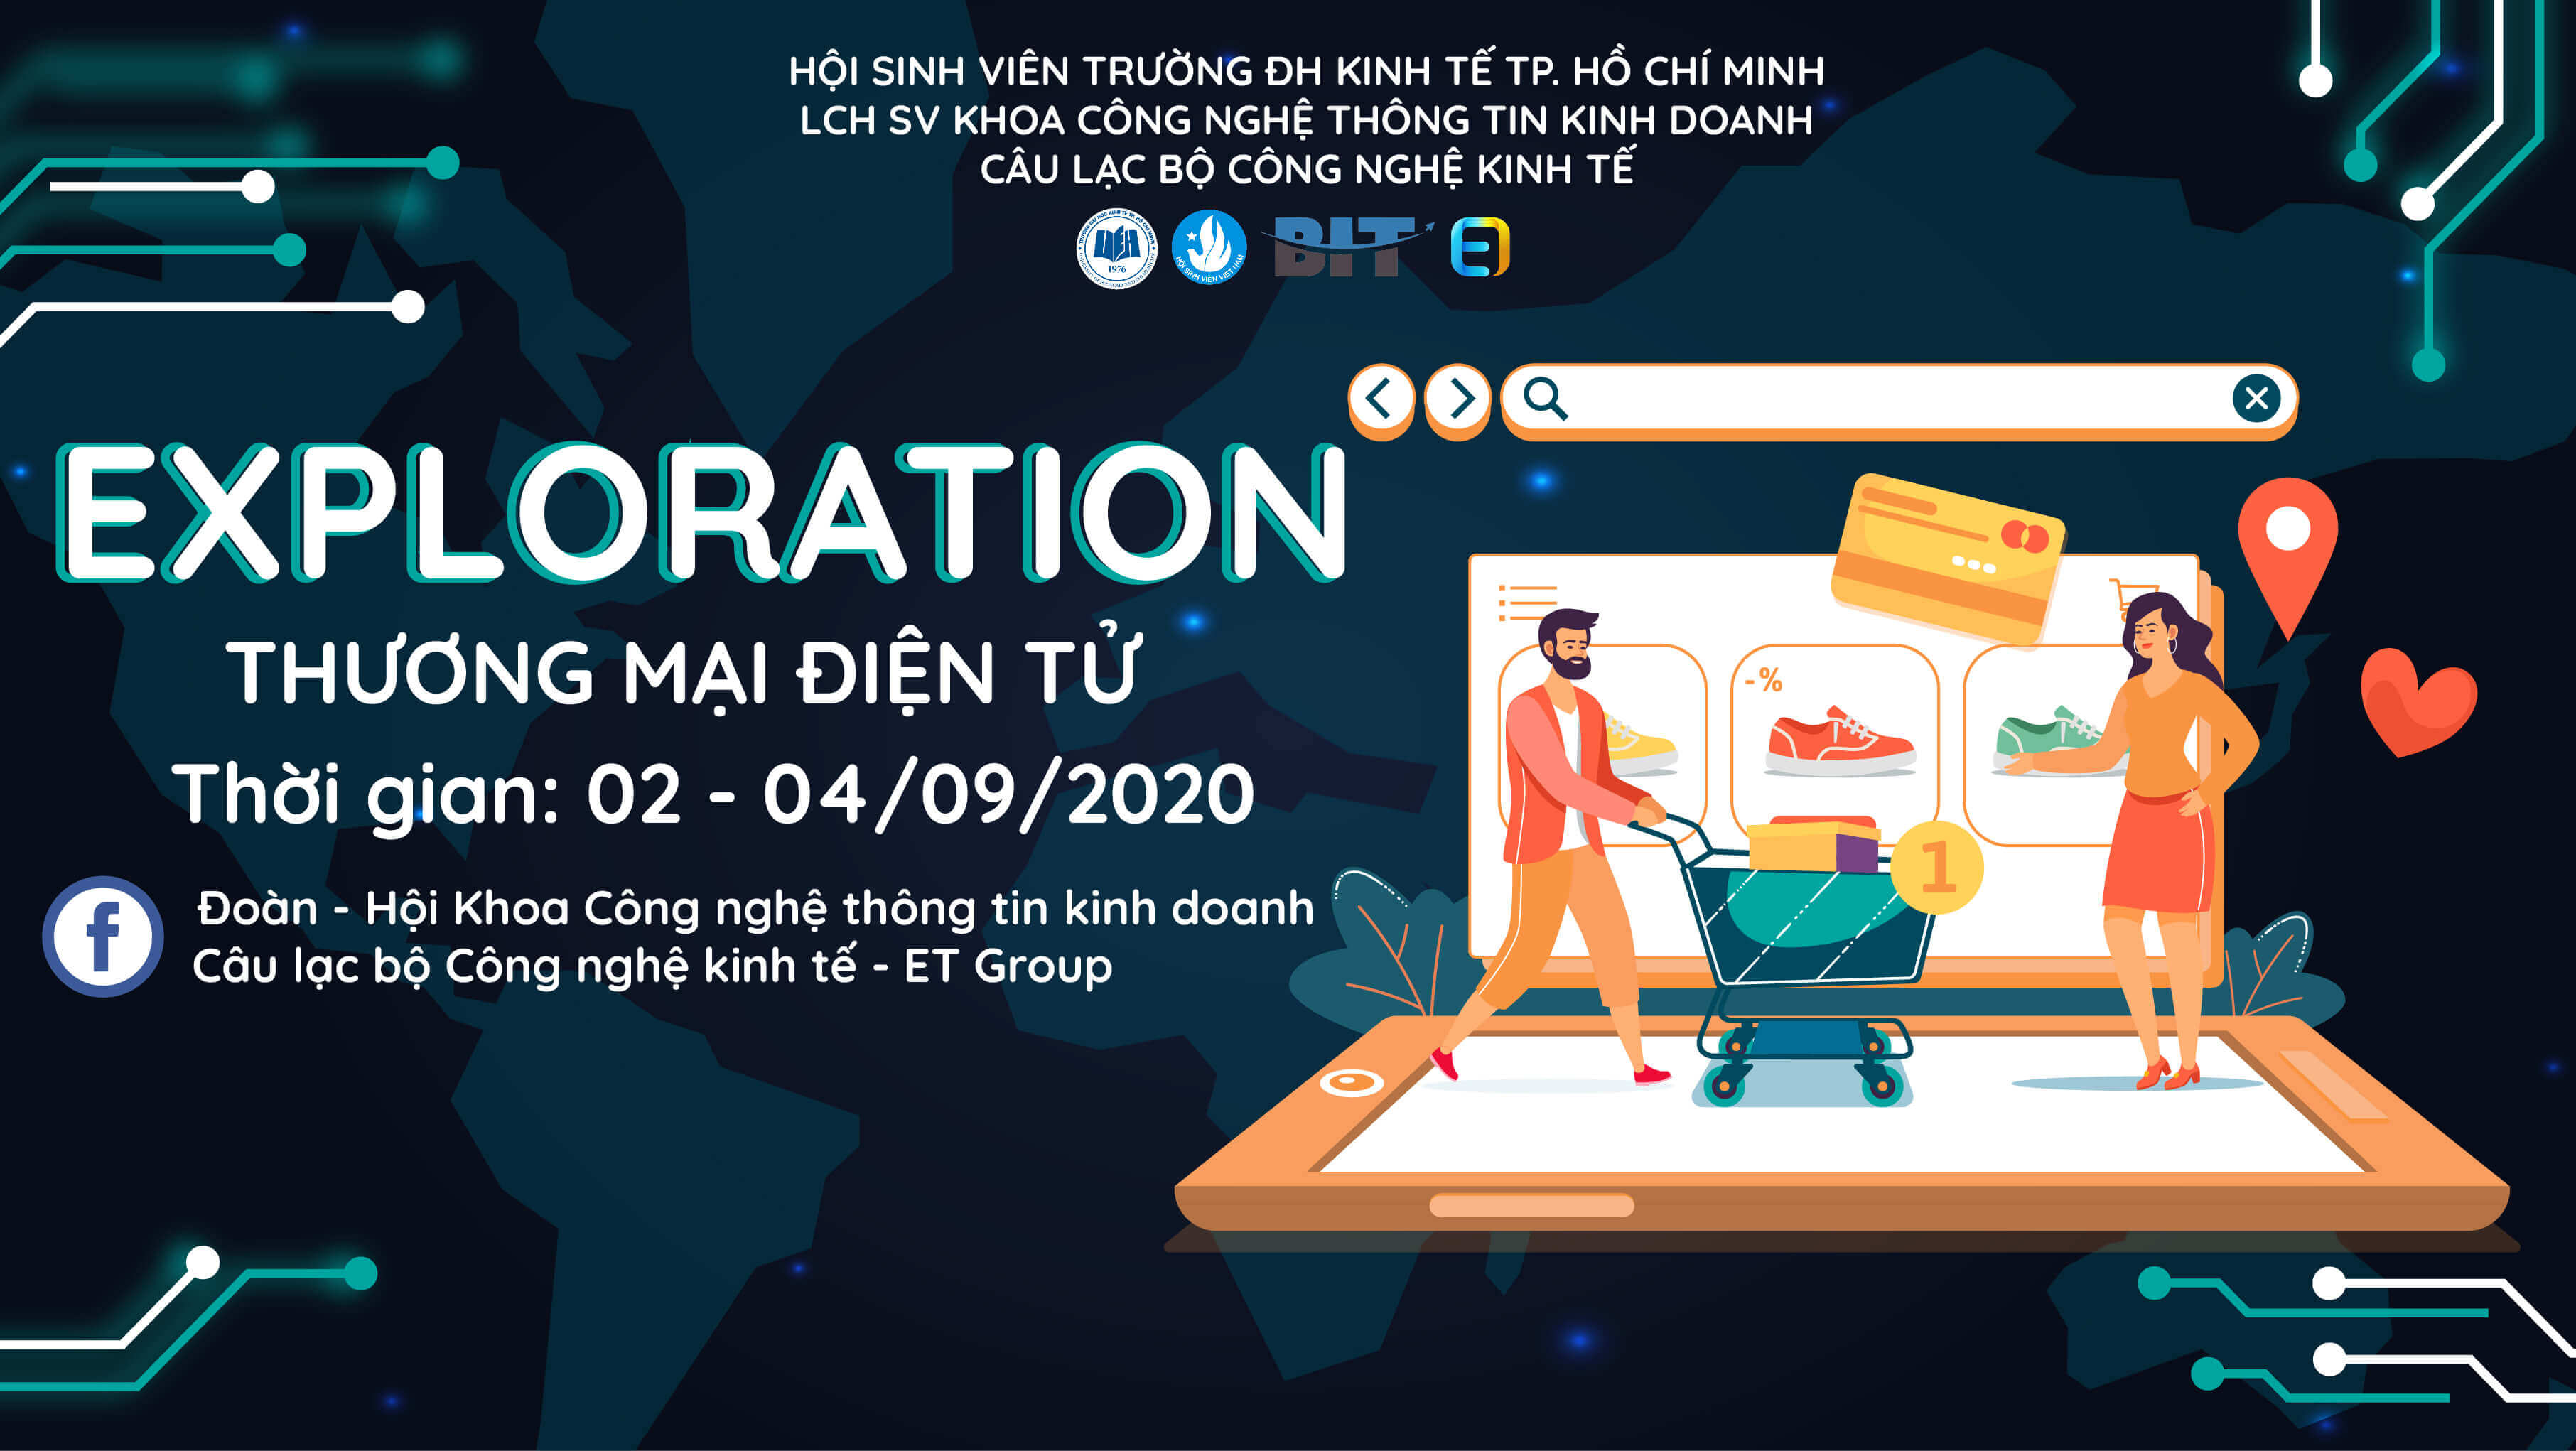 HỘI SINH VIÊN TRƯỜNG ĐH KINH TẾ TP. HỒ CHÍ MINH
LCH SV KHOA CÔNG NGHỆ THÔNG TIN KINH DOANH
CÂU LẠC BỘ CÔNG NGHỆ KINH TẾ
UEH
1976
HỘI SINH VIÊN VIỆT NAM
BIT
EXPLORATION
THƯƠNG MẠI ĐIỆN TỬ
Thời gian: 02 - 04/09/2020
Đoàn - Hội Khoa Công nghệ thông tin kinh doanh
Câu lạc bộ Công nghệ kinh tế - ET Group
-%
1